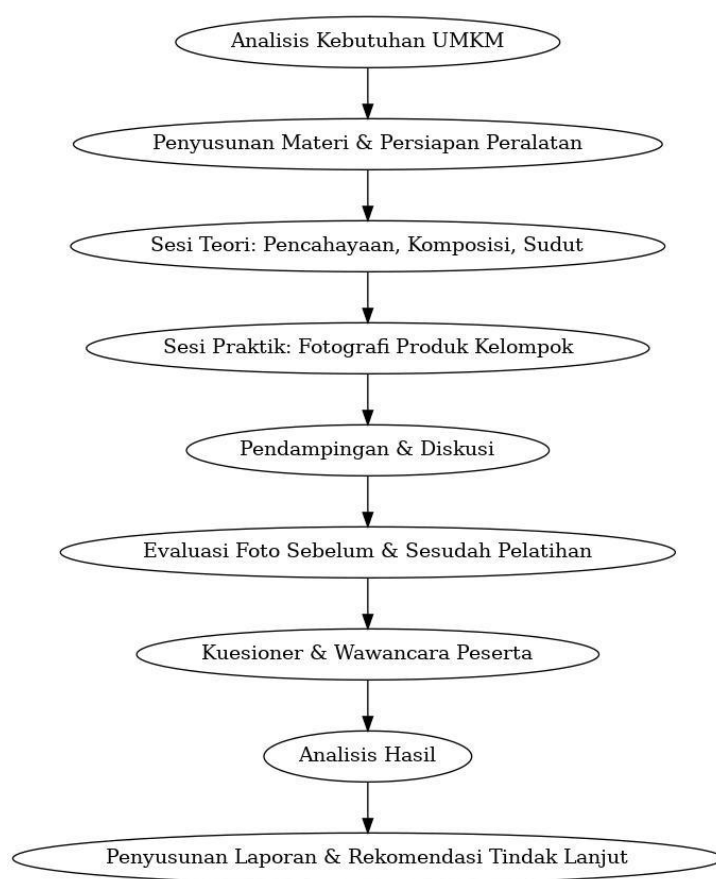 Analisis Kebutuhan UMKM
Penyusunan Materi & Persiapan Peralatan
Sesi Teori: Pencahayaan, Komposisi, Sudut
Sesi Praktik: Fotografi Produk Kelompok
Pendampingan & Diskusi
Evaluasi Foto Sebelum & Sesudah Pelatihan
Kuesioner & Wawancara Peserta
Analisis Hasil
Penyusunan Laporan & Rekomendasi Tindak Lanjut